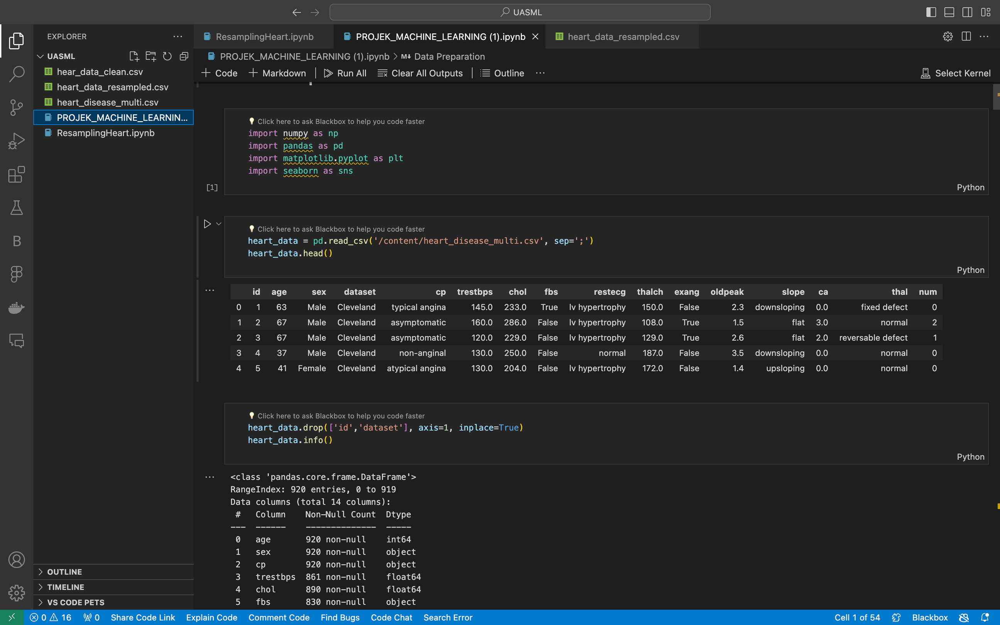 UASML
EXPLORER
ResamplingHeart.ipynb
PROJEK_MACHINE_LEARNING (1).ipynb
heart_data_resampled.csv
UASML
hear_data_clean.csv
heart_data_resampled.csv
heart_disease_multi.csv
PROJEK_MACHINE_LEARNIN...
ResamplingHeart.ipynb
PROJEK_MACHINE_LEARNING (1).ipynb > M↓ Data Preparation
+ Code + Markdown | Run All Clear All Outputs | Outline ...
Select Kernel
Click here to ask Blackbox to help you code faster
import numpy as np
import pandas as pd
import matplotlib.pyplot as plt
import seaborn as sns
[1]
Python
Click here to ask Blackbox to help you code faster
heart_data = pd.read_csv('/content/heart_disease_multi.csv', sep=';')
heart_data.head()
Python
id age sex dataset cp trestbps chol fbs restecg thalch exang oldpeak slope ca thal num
0 1 63 Male Cleveland typical angina 145.0 233.0 True lv hypertrophy 150.0 False 2.3 downsloping 0.0 fixed defect 0
1 2 67 Male Cleveland asymptomatic 160.0 286.0 False lv hypertrophy 108.0 True 1.5 flat 3.0 normal 2
2 3 67 Male Cleveland asymptomatic 120.0 229.0 False lv hypertrophy 129.0 True 2.6 flat 2.0 reversable defect 1
3 4 37 Male Cleveland non-anginal 130.0 250.0 False normal 187.0 False 3.5 downsloping 0.0 normal 0
4 5 41 Female Cleveland atypical angina 130.0 204.0 False lv hypertrophy 172.0 False 1.4 upsloping 0.0 normal 0
Click here to ask Blackbox to help you code faster
heart_data.drop(['id','dataset'], axis=1, inplace=True)
heart_data.info()
Python
<class 'pandas.core.frame.DataFrame'>
RangeIndex: 920 entries, 0 to 919
Data columns (total 14 columns):
# Column Non-Null Count Dtype
--- ------ -------------- -----
0 age 920 non-null int64
1 sex 920 non-null object
2 cp 920 non-null object
3 trestbps 861 non-null float64
4 chol 890 non-null float64
5 fbs 830 non-null object
OUTLINE
TIMELINE
VS CODE PETS
0 16 0 Share Code Link Explain Code Comment Code Find Bugs Code Chat Search Error
Cell 1 of 54 Blackbox